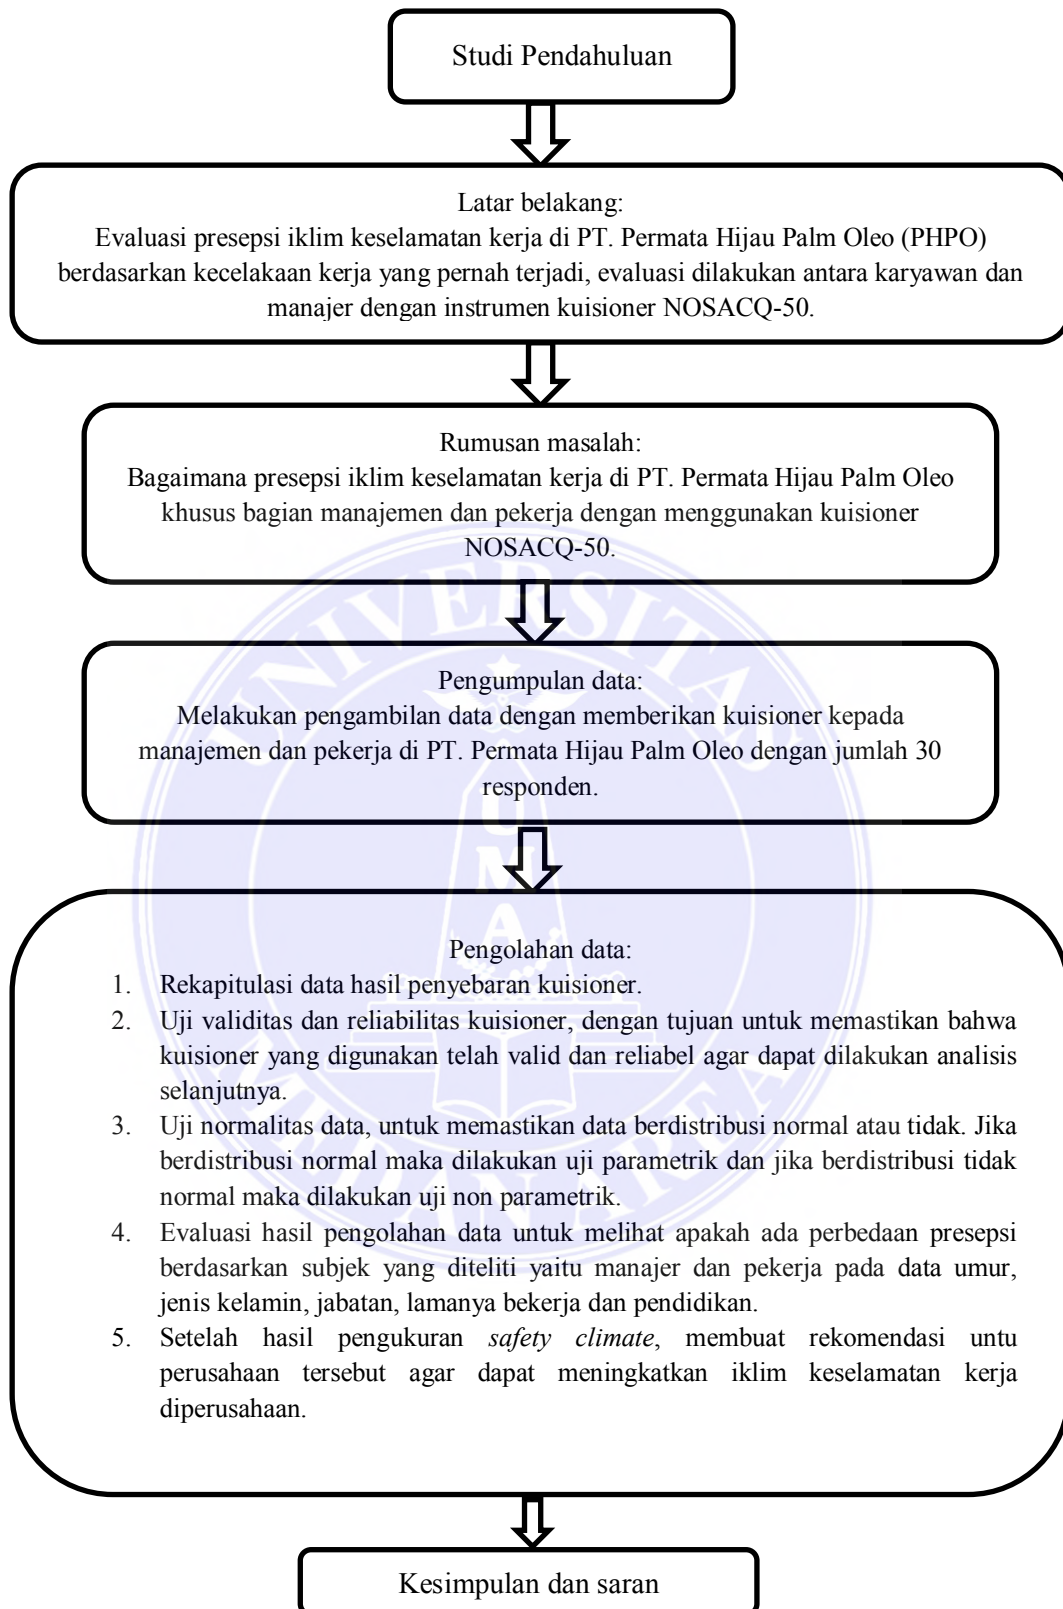 Studi Pendahuluan
Latar belakang:
Evaluasi presepsi iklim keselamatan kerja di PT. Permata Hijau Palm Oleo (PHPO)
berdasarkan kecelakaan kerja yang pernah terjadi, evaluasi dilakukan antara karyawan dan
manajer dengan instrumen kuisioner NOSACQ-50.
Rumusan masalah:
Bagaimana presepsi iklim keselamatan kerja di PT. Permata Hijau Palm Oleo
khusus bagian manajemen dan pekerja dengan menggunakan kuisioner
NOSACQ-50.
Pengumpulan data:
Melakukan pengambilan data dengan memberikan kuisioner kepada
manajemen dan pekerja di PT. Permata Hijau Palm Oleo dengan jumlah 30
responden.
Pengolahan data:
1. Rekapitulasi data hasil penyebaran kuisioner.
2. Uji validitas dan reliabilitas kuisioner, dengan tujuan untuk memastikan bahwa
kuisioner yang digunakan telah valid dan reliabel agar dapat dilakukan analisis
selanjutnya.
3. Uji normalitas data, untuk memastikan data berdistribusi normal atau tidak. Jika
berdistribusi normal maka dilakukan uji parametrik dan jika berdistribusi tidak
normal maka dilakukan uji non parametrik.
4. Evaluasi hasil pengolahan data untuk melihat apakah ada perbedaan presepsi
berdasarkan subjek yang diteliti yaitu manajer dan pekerja pada data umur,
jenis kelamin, jabatan, lamanya bekerja dan pendidikan.
5. Setelah hasil pengukuran safety climate, membuat rekomendasi untu
perusahaan tersebut agar dapat meningkatkan iklim keselamatan kerja
diperusahaan.
Kesimpulan dan saran
UNIVERSITAS
UMA
MEDAN AREA